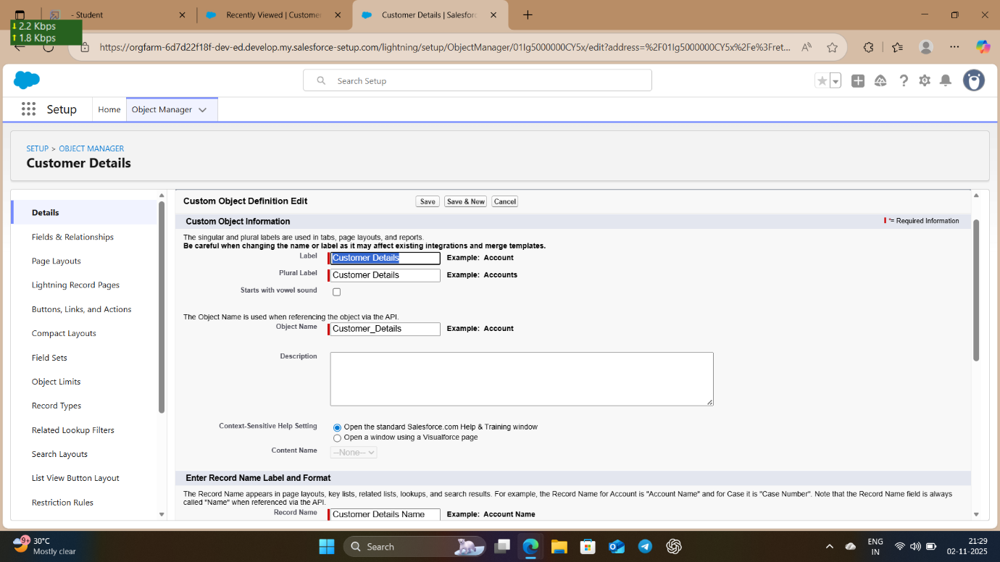 - Student
Recently Viewed | Customer
Customer Details | Salesforc
2.2 Kbps
1.8 Kbps
https://orgfarm-6d7d22f18f-dev-ed.develop.my.salesforce-setup.com/lightning/setup/ObjectManager/01Ig5000000CY5x/edit?address=%2F01Ig5000000CY5x%2Fe%3Fret...
Search Setup
Setup
Home
Object Manager
SETUP > OBJECT MANAGER
Customer Details
Details
Fields & Relationships
Page Layouts
Lightning Record Pages
Buttons, Links, and Actions
Compact Layouts
Field Sets
Object Limits
Record Types
Related Lookup Filters
Search Layouts
List View Button Layout
Restriction Rules
Custom Object Definition Edit
Save
Save & New
Cancel
Custom Object Information
= Required Information
The singular and plural labels are used in tabs, page layouts, and reports.
Be careful when changing the name or label as it may affect existing integrations and merge templates.
Label
Customer Details
Example: Account
Plural Label
Customer Details
Example: Accounts
Starts with vowel sound
The Object Name is used when referencing the object via the API.
Object Name
Customer_Details
Example: Account
Description
Context-Sensitive Help Setting
Open the standard Salesforce.com Help & Training window
Open a window using a Visualforce page
Content Name
--None--
Enter Record Name Label and Format
The Record Name appears in page layouts, key lists, related lists, lookups, and search results. For example, the Record Name for Account is "Account Name" and for Case it is "Case Number". Note that the Record Name field is always
called "Name" when referenced via the API.
Record Name
Customer Details Name
Example: Account Name
9+
30°C
Mostly clear
Search
ENG
IN
21:29
02-11-2025